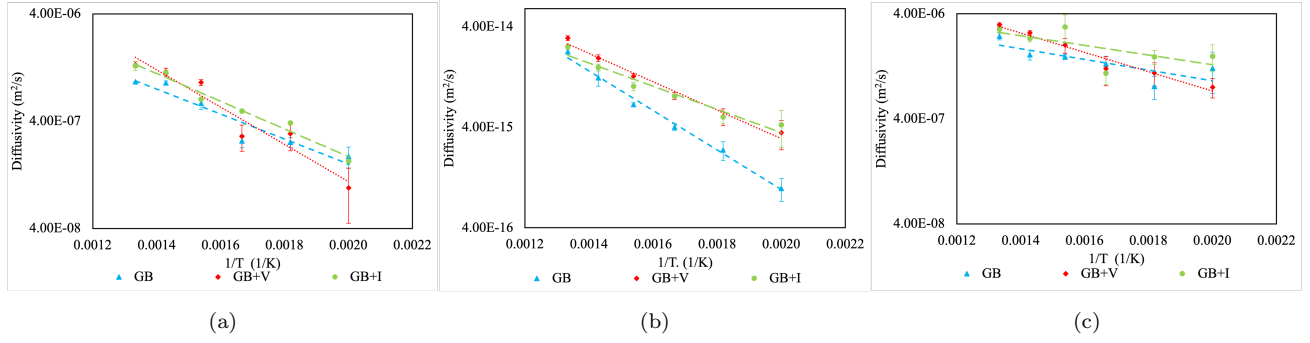 4.00E-06
4.00E-07
4.00E-08
Diffusivity (m²/s)
0.0012 0.0014 0.0016 0.0018 0.0020 0.0022
1/T (1/K)
GB GB+V GB+I
(a)
4.00E-14
4.00E-15
4.00E-16
Diffusivity (m²/s)
0.0012 0.0014 0.0016 0.0018 0.0020 0.0022
1/T. (1/K)
GB GB+V GB+I
(b)
4.00E-06
4.00E-07
4.00E-08
Diffusivity (m²/s)
0.0012 0.0014 0.0016 0.0018 0.0020 0.0022
1/T (1/K)
GB GB+V GB+I
(c)